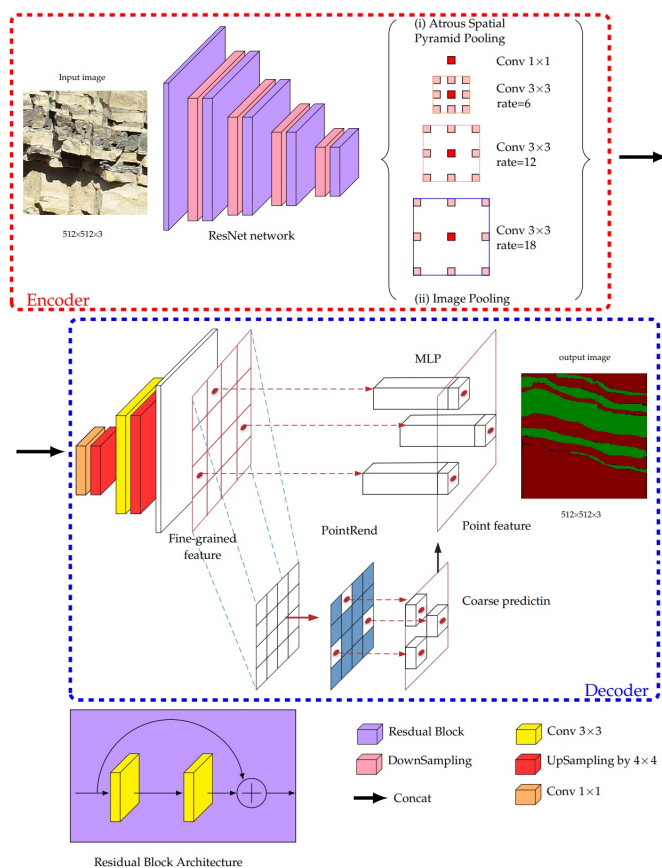 (i) Atrous Spatial
Pyramid Pooling
Input image
Conv 1×1
Conv 3×3
rate=6
Conv 3×3
rate=12
Conv 3×3
rate=18
512×512×3
ResNet network
Encoder
(ii) Image Pooling
MLP
output image
512×512×3
Fine-grained
feature
PointRend
Point feature
Coarse predictin
Decoder
Resdual Block
Conv 3×3
DownSampling
UpSampling by 4×4
Concat
Conv 1×1
Residual Block Architecture